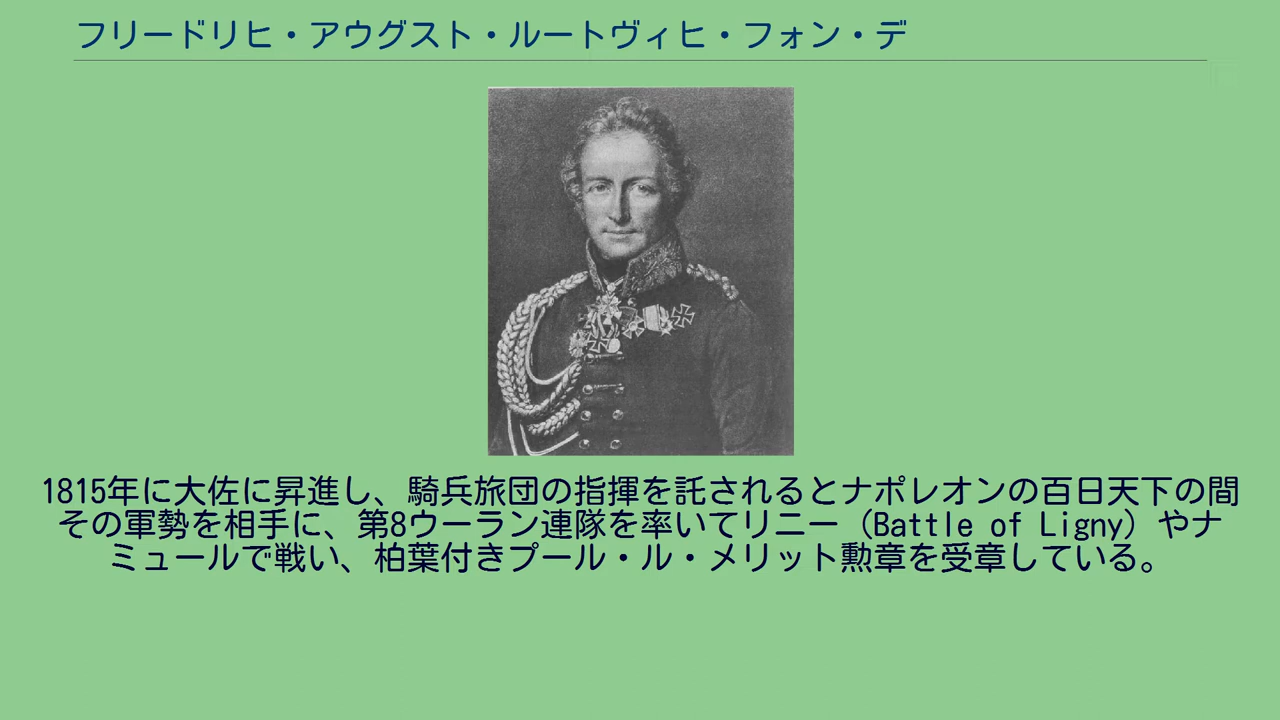 フリードリヒ・アウグスト・ルートヴィヒ・フォン・デ
1815年に大佐に昇進し、騎兵旅団の指揮を託されるとナポレオンの百日天下の間
その軍勢を相手に、第8ウーラン連隊を率いてリニー（Battle of Ligny）やナ
ミュールで戦い、柏葉付きプール・ル・メリット勲章を受章している。